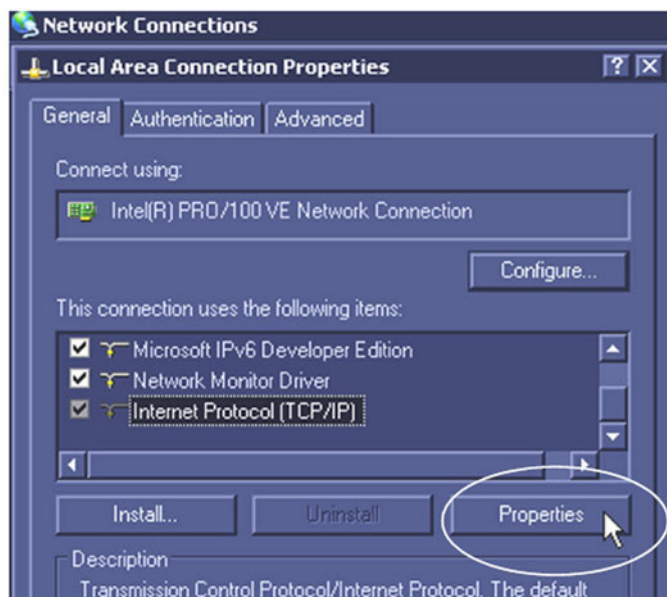 Network Connections
Local Area Connection Properties
General Authentication Advanced
Connect using:
Intel(R) PRO/100 VE Network Connection
Configure...
This connection uses the following items:
Microsoft IPv6 Developer Edition
Network Monitor Driver
Internet Protocol (TCP/IP)
Install... Uninstall Properties
Description
Transmission Control Protocol/Internet Protocol. The default